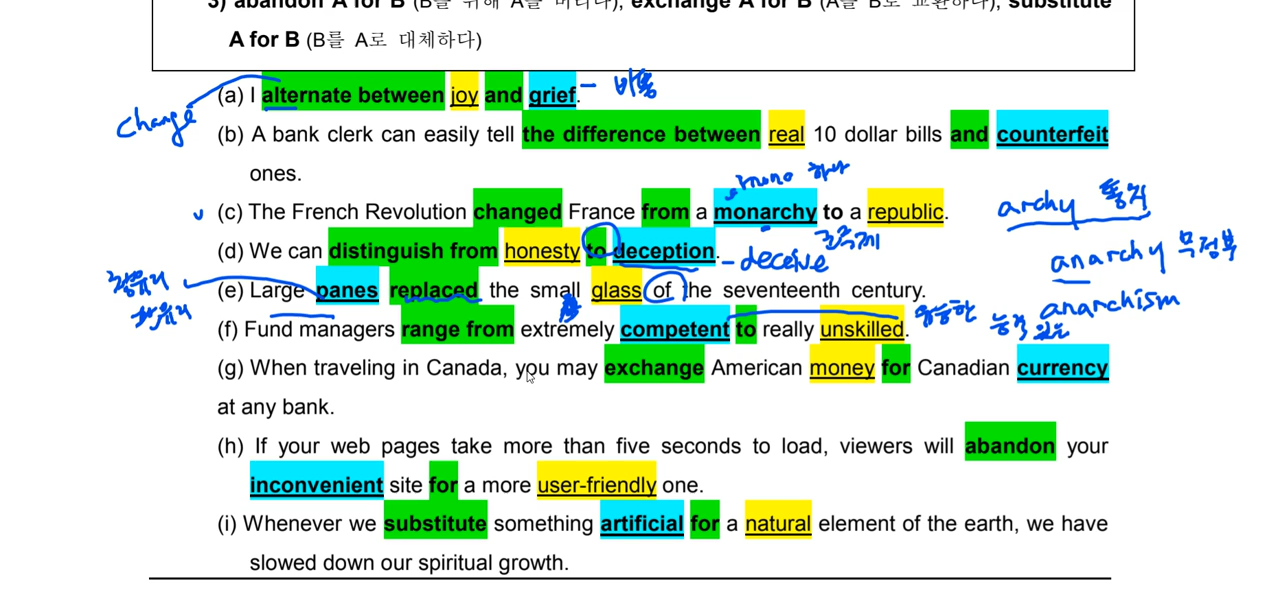 3) abandon A for B (B를 위해 A를 버리다), exchange A for B (A를 B로 교환하다), substitute
A for B (B를 A로 대체하다)
(a) I alternate between joy and grief. - 비통
change
(b) A bank clerk can easily tell the difference between real 10 dollar bills and counterfeit
ones.
mono 하나
(c) The French Revolution changed France from a monarchy to a republic.
archy 통치
(d) We can distinguish from honesty to deception. - deceive
anarchy 무정부
(e) Large panes replaced the small glass of the seventeenth century.
anarchism
(f) Fund managers range from extremely competent to really unskilled.
능력 있는
(g) When traveling in Canada, you may exchange American money for Canadian currency
at any bank.
(h) If your web pages take more than five seconds to load, viewers will abandon your
inconvenient site for a more user-friendly one.
(i) Whenever we substitute something artificial for a natural element of the earth, we have
slowed down our spiritual growth.